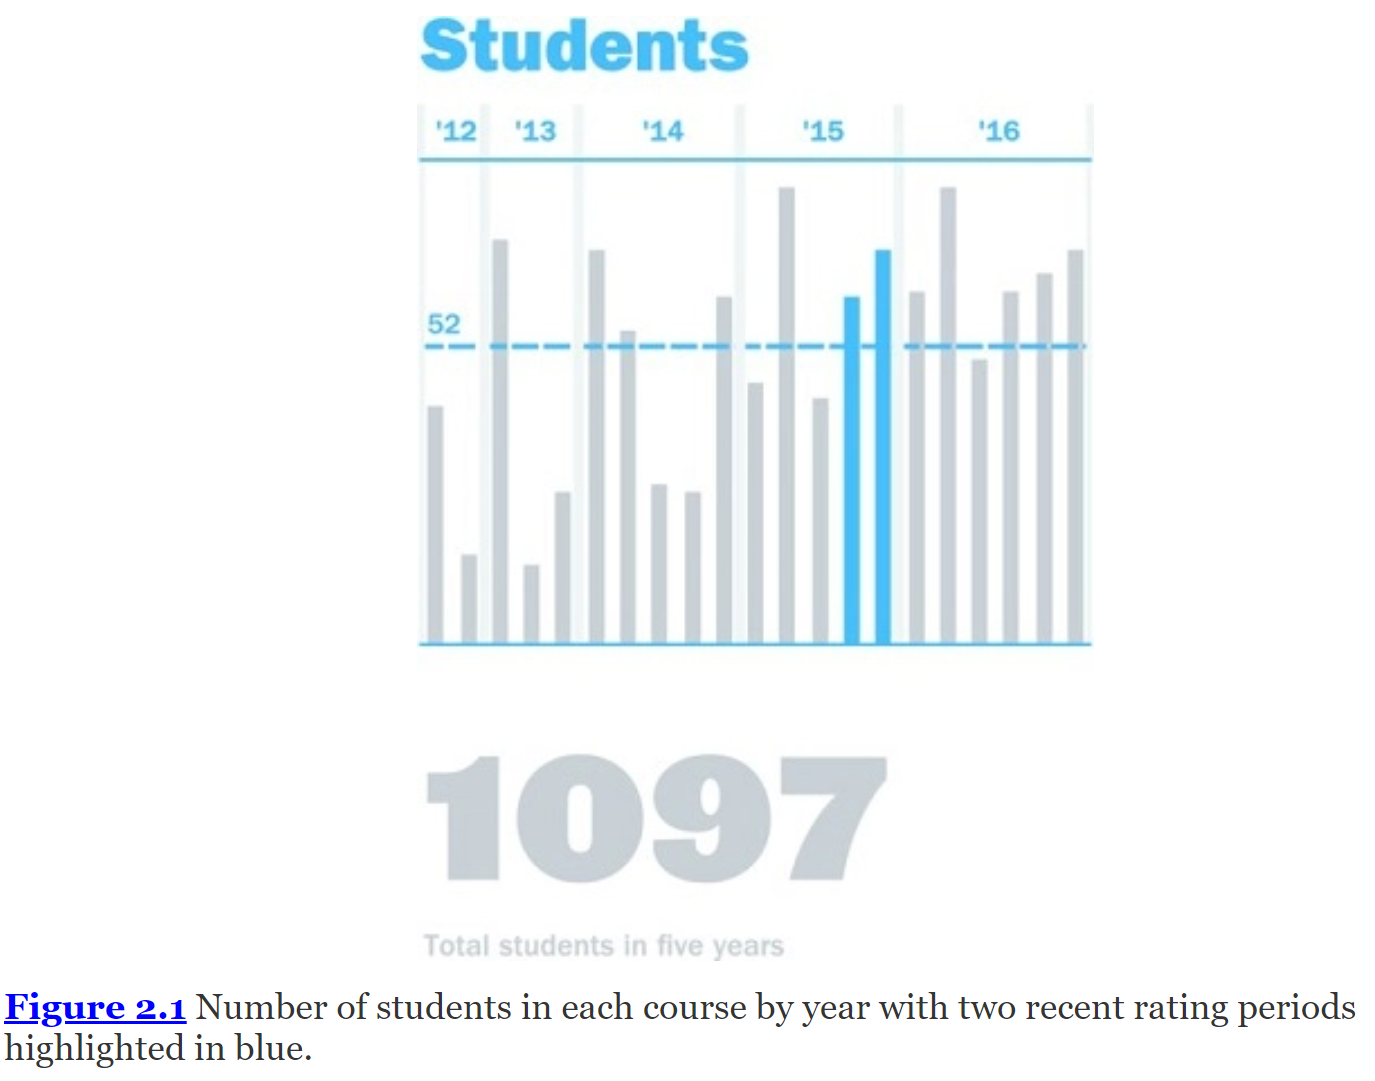 Students
'12 '13 '14 '15 '16
52
1097
Total students in five years
Figure 2.1 Number of students in each course by year with two recent rating periods
highlighted in blue.